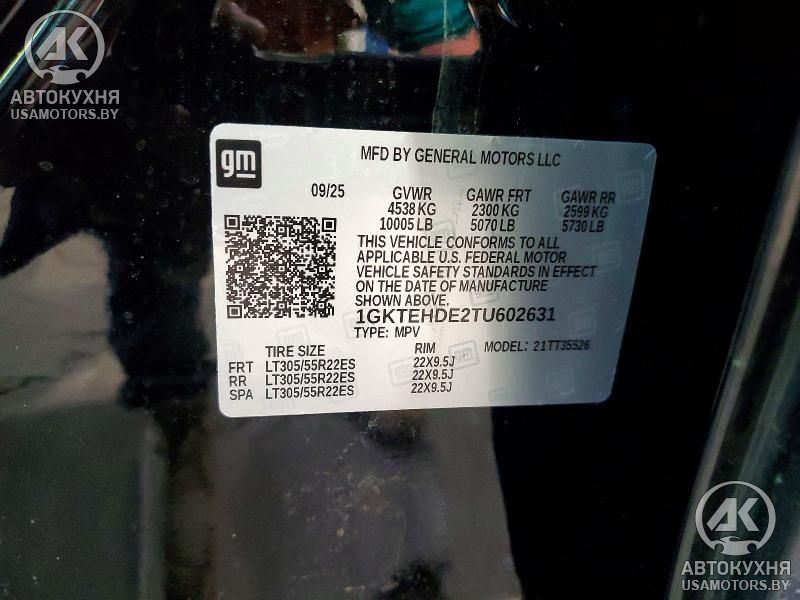 AK
АВТОКУХНЯ
USAMOTORS.BY
gm
MFD BY GENERAL MOTORS LLC
09/25 GVWR GAWR FRT GAWR RR
4538 KG 2300 KG 2599 KG
10005 LB 5070 LB 5730 LB
THIS VEHICLE CONFORMS TO ALL
APPLICABLE U.S. FEDERAL MOTOR
VEHICLE SAFETY STANDARDS IN EFFECT
ON THE DATE OF MANUFACTURE
SHOWN ABOVE.
1GKTEHDE2TU602631
TYPE: MPV
MODEL: 21TT35526
TIRE SIZE RIM
FRT LT305/55R22ES 22X9.5J
RR LT305/55R22ES 22X9.5J
SPA LT305/55R22ES 22X9.5J
AK
АВТОКУХНЯ
USAMOTORS.BY